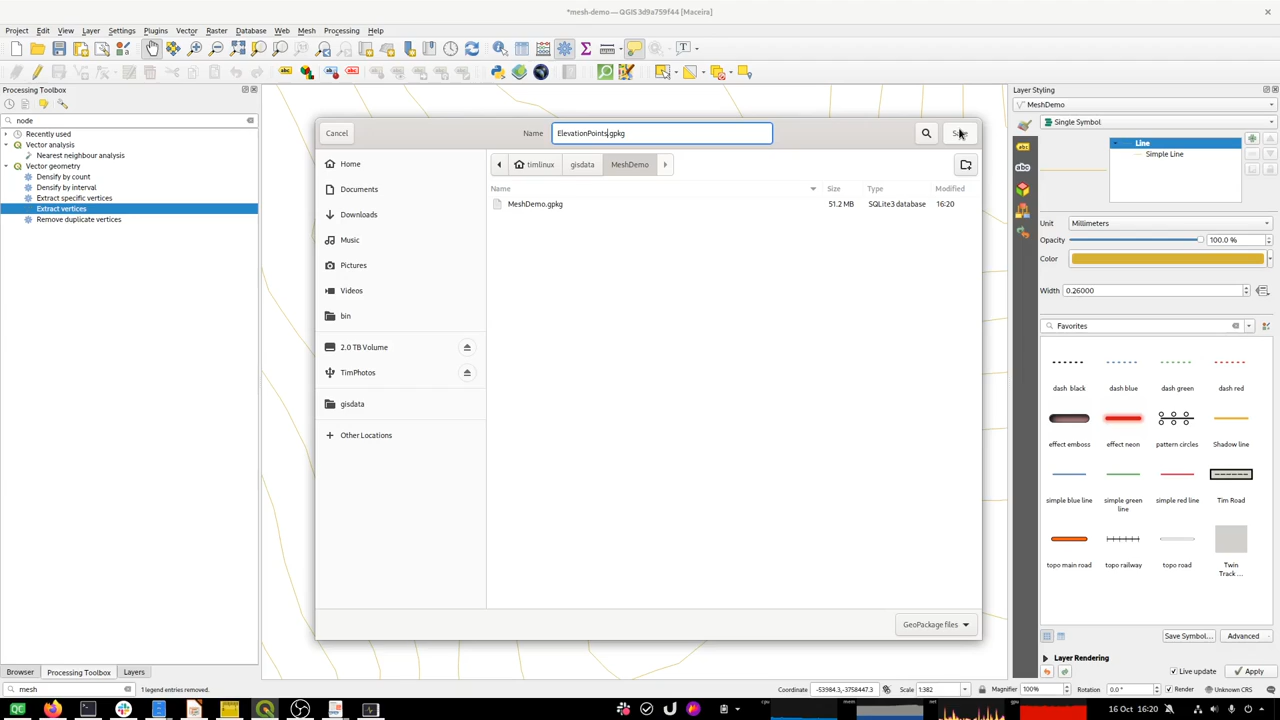 *mesh-demo - QGIS 3d9a759f44 [Maceira]
Project Edit View Layer Settings Plugins Vector Raster Database Web Mesh Processing Help
Processing Toolbox
node
Recently used
Vector analysis
Nearest neighbour analysis
Vector geometry
Densify by count
Densify by interval
Extract specific vertices
Extract vertices
Remove duplicate vertices
Cancel
Name
ElevationPoints.gpkg
timlinux
gisdata
MeshDemo
Name Size Type Modified
MeshDemo.gpkg 51.2 MB SQLite3 database 16:20
Home
Documents
Downloads
Music
Pictures
Videos
bin
2.0 TB Volume
TimPhotos
gisdata
Other Locations
GeoPackage files
Layer Styling
MeshDemo
Single Symbol
Line
Simple Line
Unit Millimeters
Opacity 100.0 %
Color
Width 0.26000
Favorites
dash black
dash blue
dash green
dash red
effect emboss
effect neon
pattern circles
Shadow line
simple blue line
simple green line
simple red line
Tim Road
topo main road
topo railway
topo road
Twin Track ...
Save Symbol... Advanced
Layer Rendering
Live update Apply
Browser Processing Toolbox Layers
mesh
1 legend entries removed.
Coordinate -53984.3,-3758447.3
Scale 1:382
Magnifier 100%
Rotation 0.0 °
Render
Unknown CRS
16 Oct 16:20